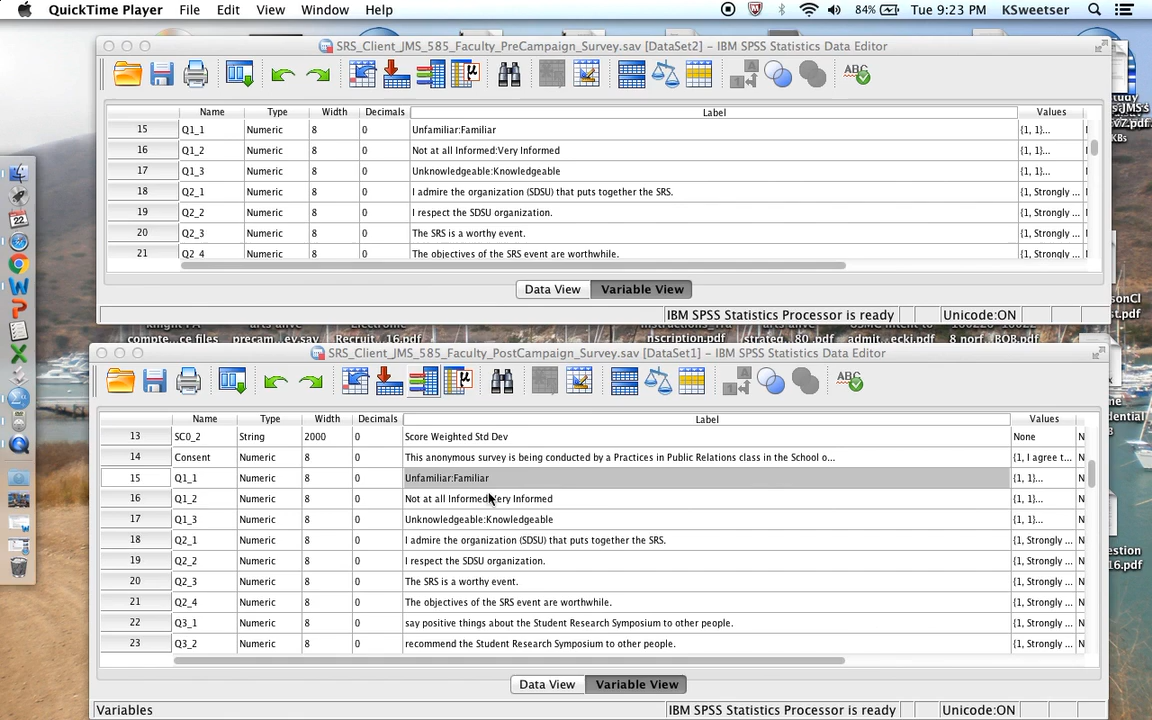 QuickTime Player File Edit View Window Help 84% Tue 9:23 PM KSweetser
SRS_Client_JMS_585_Faculty_PreCampaign_Survey.sav [DataSet2] – IBM SPSS Statistics Data Editor
Name Type Width Decimals Label Values
15 Q1_1 Numeric 8 0 Unfamiliar:Familiar {1, 1}...
16 Q1_2 Numeric 8 0 Not at all Informed:Very Informed {1, 1}...
17 Q1_3 Numeric 8 0 Unknowledgeable:Knowledgeable {1, 1}...
18 Q2_1 Numeric 8 0 I admire the organization (SDSU) that puts together the SRS. {1, Strongly ...
19 Q2_2 Numeric 8 0 I respect the SDSU organization. {1, Strongly ...
20 Q2_3 Numeric 8 0 The SRS is a worthy event. {1, Strongly ...
21 Q2_4 Numeric 8 0 The objectives of the SRS event are worthwhile. {1, Strongly ...
Data View Variable View
IBM SPSS Statistics Processor is ready Unicode:ON
SRS_Client_JMS_585_Faculty_PostCampaign_Survey.sav [DataSet1] – IBM SPSS Statistics Data Editor
Name Type Width Decimals Label Values
13 SC0_2 String 2000 0 Score Weighted Std Dev None N
14 Consent Numeric 8 0 This anonymous survey is being conducted by a Practices in Public Relations class in the School o... {1, I agree t... N
15 Q1_1 Numeric 8 0 Unfamiliar:Familiar {1, 1}... N
16 Q1_2 Numeric 8 0 Not at all Informed:Very Informed {1, 1}... N
17 Q1_3 Numeric 8 0 Unknowledgeable:Knowledgeable {1, 1}... N
18 Q2_1 Numeric 8 0 I admire the organization (SDSU) that puts together the SRS. {1, Strongly ... N
19 Q2_2 Numeric 8 0 I respect the SDSU organization. {1, Strongly ... N
20 Q2_3 Numeric 8 0 The SRS is a worthy event. {1, Strongly ... N
21 Q2_4 Numeric 8 0 The objectives of the SRS event are worthwhile. {1, Strongly ... N
22 Q3_1 Numeric 8 0 say positive things about the Student Research Symposium to other people. {1, Strongly ... N
23 Q3_2 Numeric 8 0 recommend the Student Research Symposium to other people. {1, Strongly ... N
Data View Variable View
Variables IBM SPSS Statistics Processor is ready Unicode:ON